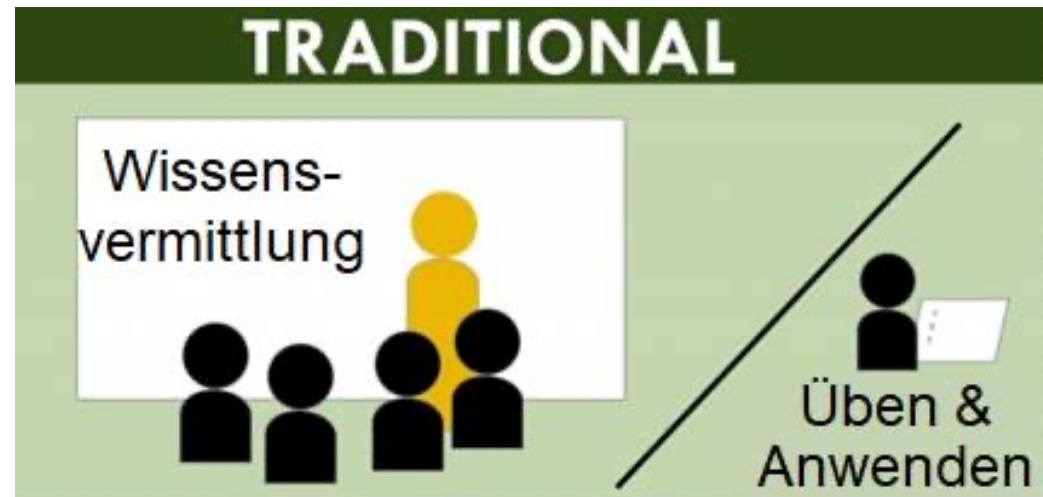 TRADITIONAL
Wissens-
vermittlung
Üben &
Anwenden